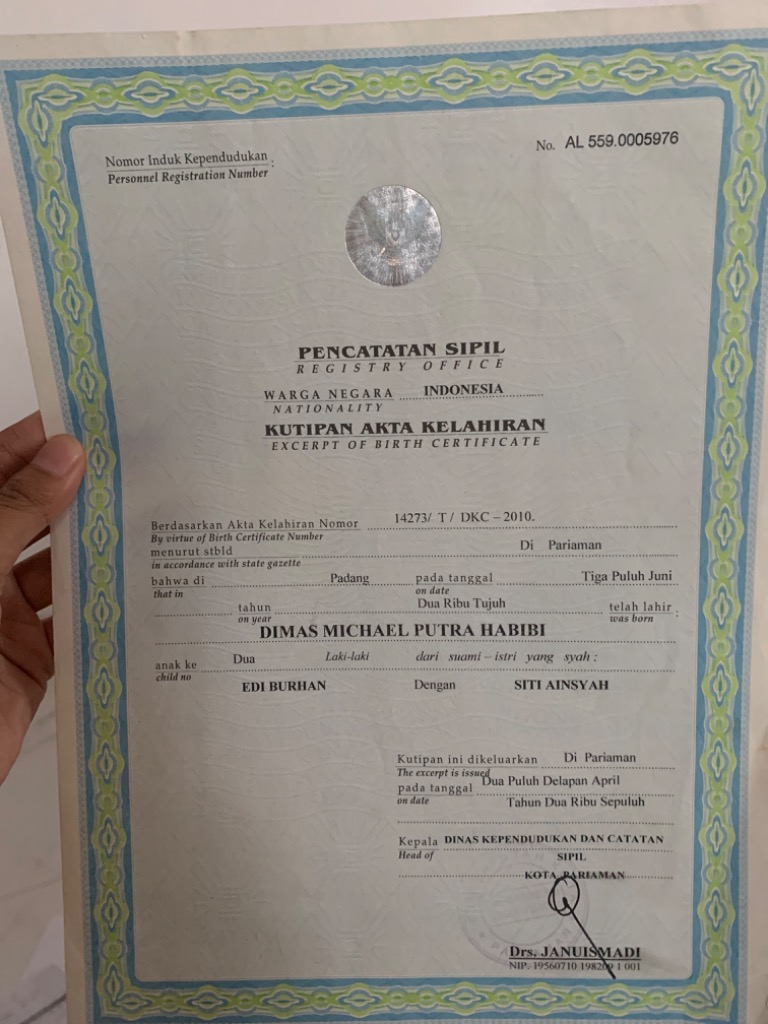 No. AL 559.0005976
Nomor Induk Kependudukan :
Personnel Registration Number
PENCATATAN SIPIL
REGISTRY OFFICE
WARGA NEGARA INDONESIA
NATIONALITY
KUTIPAN AKTA KELAHIRAN
EXCERPT OF BIRTH CERTIFICATE
Berdasarkan Akta Kelahiran Nomor 14273/ T / DKC – 2010.
By virtue of Birth Certificate Number
menurut stbld Di Pariaman
in accordance with state gazette
bahwa di Padang pada tanggal Tiga Puluh Juni
that in on date
tahun Dua Ribu Tujuh telah lahir :
on year was born
DIMAS MICHAEL PUTRA HABIBI
anak ke Dua Laki-laki dari suami – istri yang syah :
child no
EDI BURHAN Dengan SITI AINSYAH
Kutipan ini dikeluarkan Di Pariaman
The excerpt is issued
pada tanggal Dua Puluh Delapan April
on date Tahun Dua Ribu Sepuluh
Kepala DINAS KEPENDUDUKAN DAN CATATAN
Head of SIPIL
KOTA PARIAMAN
Drs. JANUISMADI
NIP. 19560710 1 001